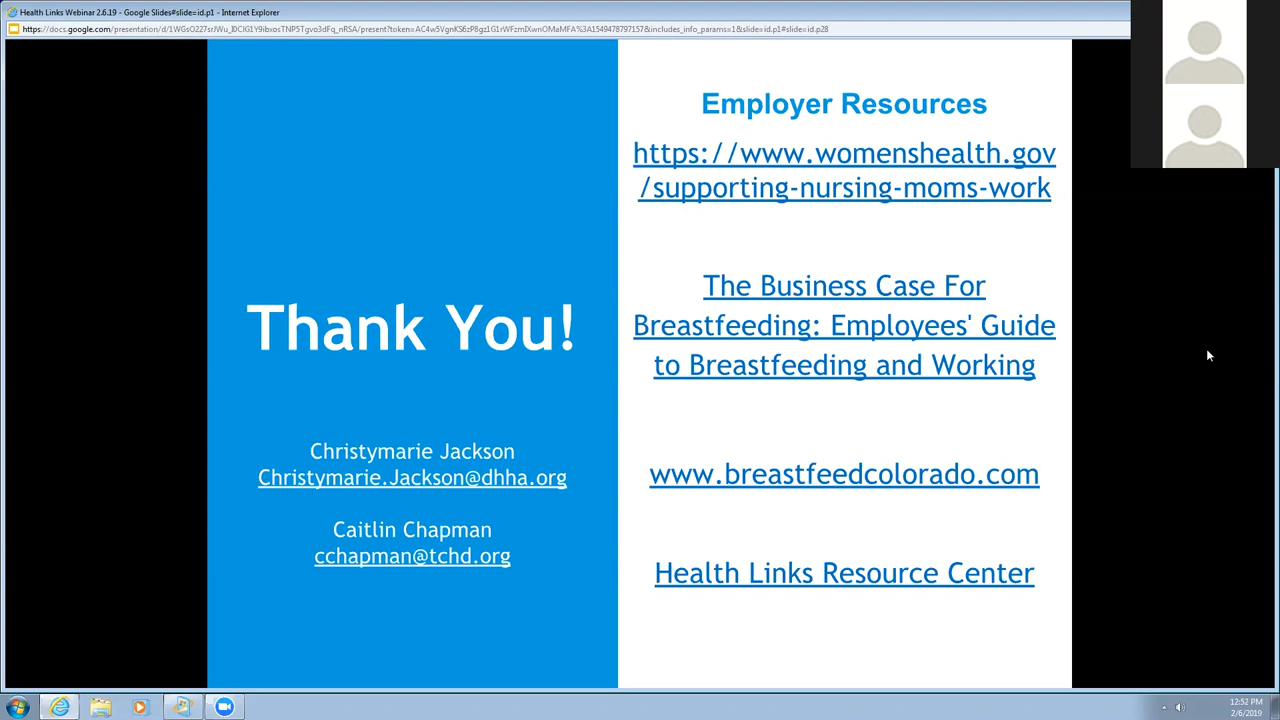 Health Links Webinar 2.6.19 - Google Slides#slide=id.p1 - Internet Explorer
Thank You!
Christymarie Jackson
Christymarie.Jackson@dhha.org
Caitlin Chapman
cchapman@tchd.org
Employer Resources
https://www.womenshealth.gov
/supporting-nursing-moms-work
The Business Case For
Breastfeeding: Employees' Guide
to Breastfeeding and Working
www.breastfeedcolorado.com
Health Links Resource Center
12:52 PM
2/6/2019